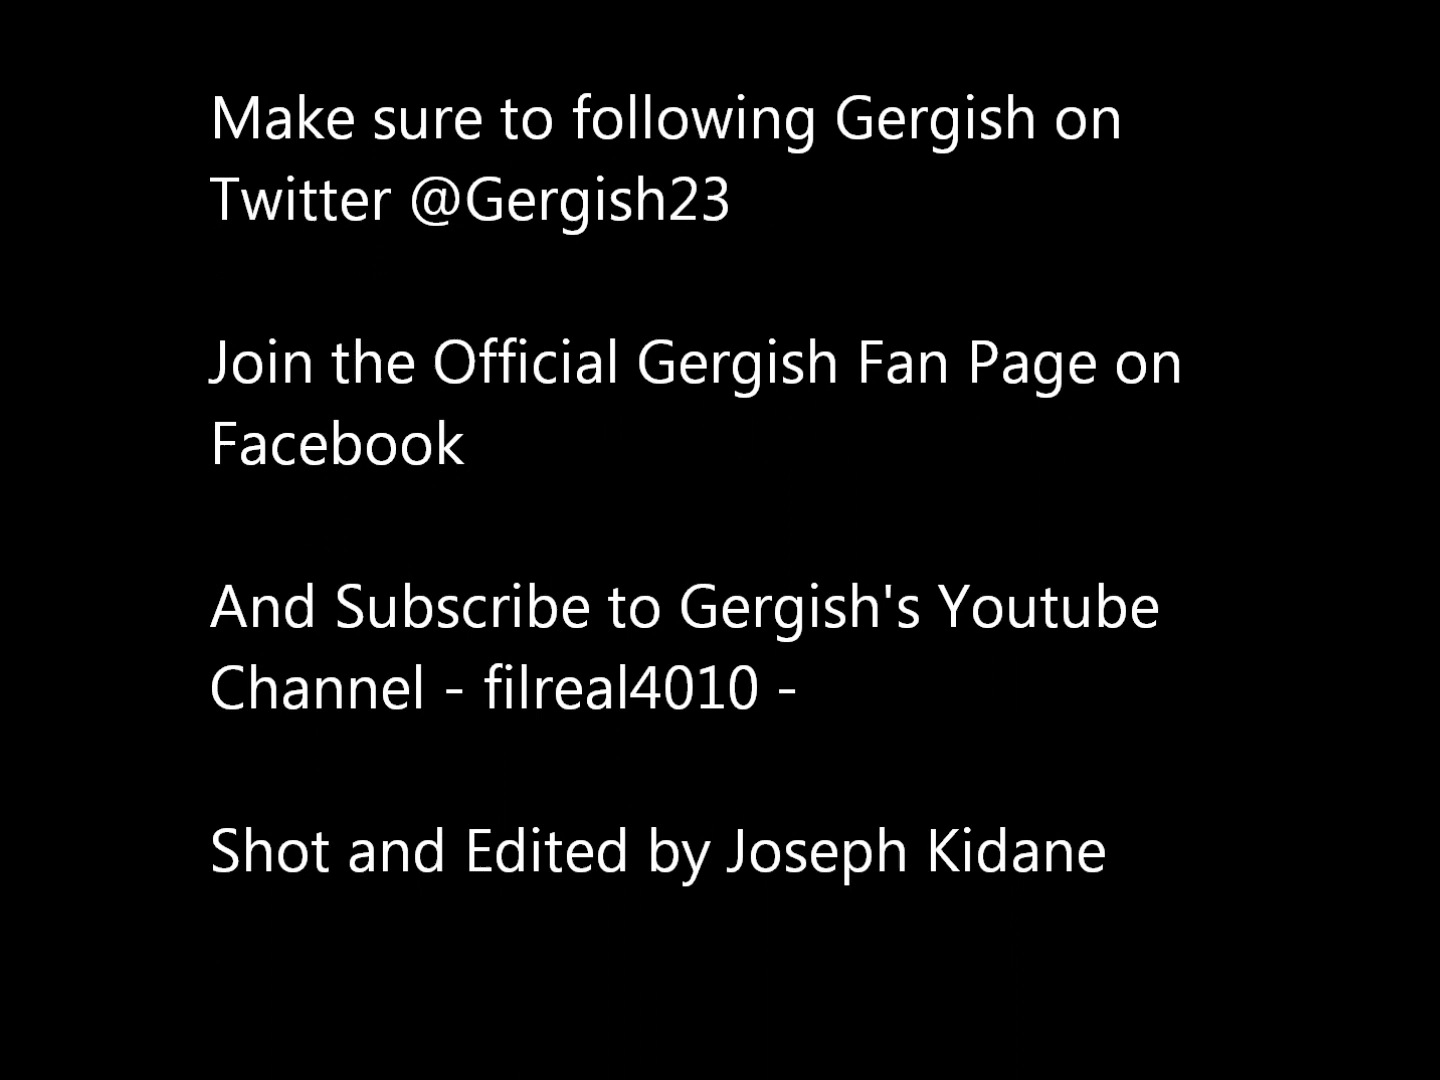 Make sure to following Gergish on
Twitter @Gergish23
Join the Official Gergish Fan Page on
Facebook
And Subscribe to Gergish's Youtube
Channel - filreal4010 -
Shot and Edited by Joseph Kidane